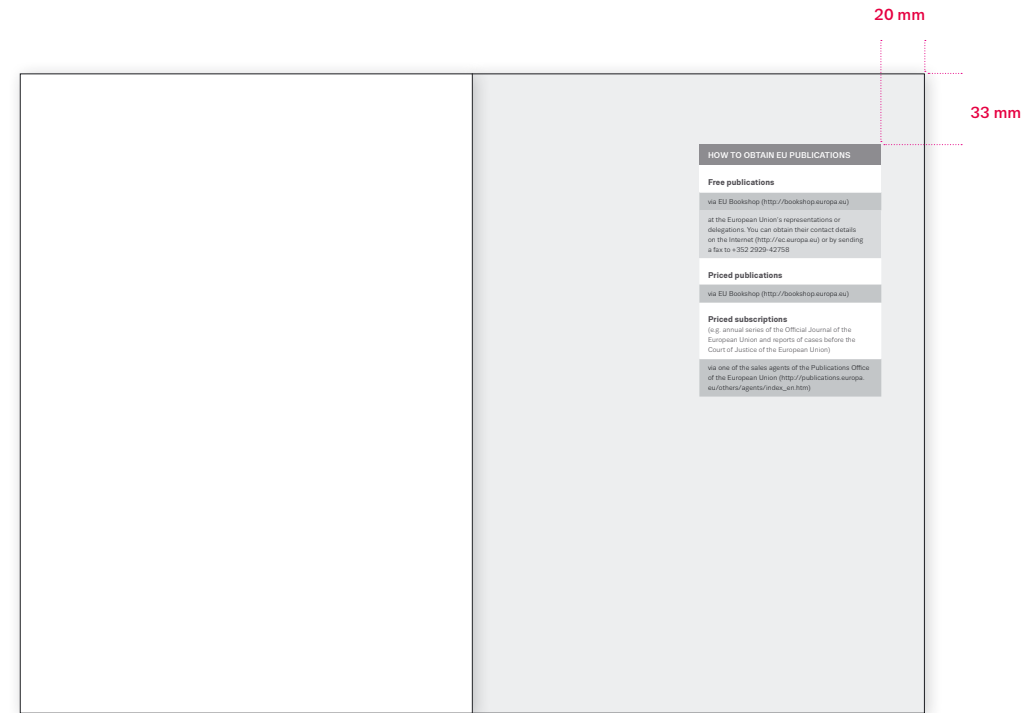 20 mm
33 mm
HOW TO OBTAIN EU PUBLICATIONS
Free publications
via EU Bookshop (http://bookshop.europa.eu)
at the European Union's representations or
delegations. You can obtain their contact details
on the Internet (http://ec.europa.eu) or by sending
a fax to +352 2929-42758
Priced publications
via EU Bookshop (http://bookshop.europa.eu)
Priced subscriptions
(e.g. annual series of the Official Journal of the
European Union and reports of cases before the
Court of Justice of the European Union)
via one of the sales agents of the Publications Office
of the European Union (http://publications.europa.
eu/others/agents/index_en.htm)